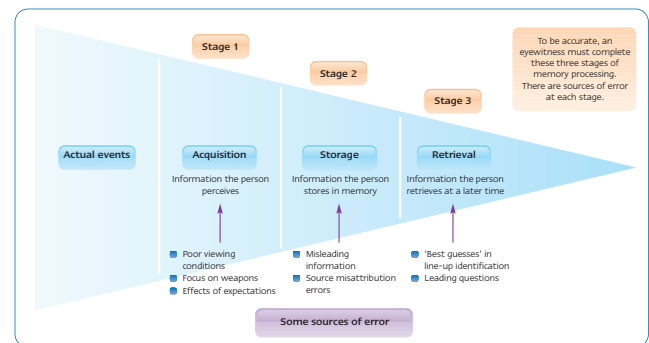 Stage 1
Stage 2
Stage 3
To be accurate, an
eyewitness must complete
these three stages of
memory processing.
There are sources of error
at each stage.
Actual events
Acquisition
Information the person
perceives
Storage
Information the person
stores in memory
Retrieval
Information the person
retrieves at a later time
Poor viewing
conditions
Focus on weapons
Effects of expectations
Misleading
information
Source misattribution
errors
'Best guesses' in
line-up identification
Leading questions
Some sources of error